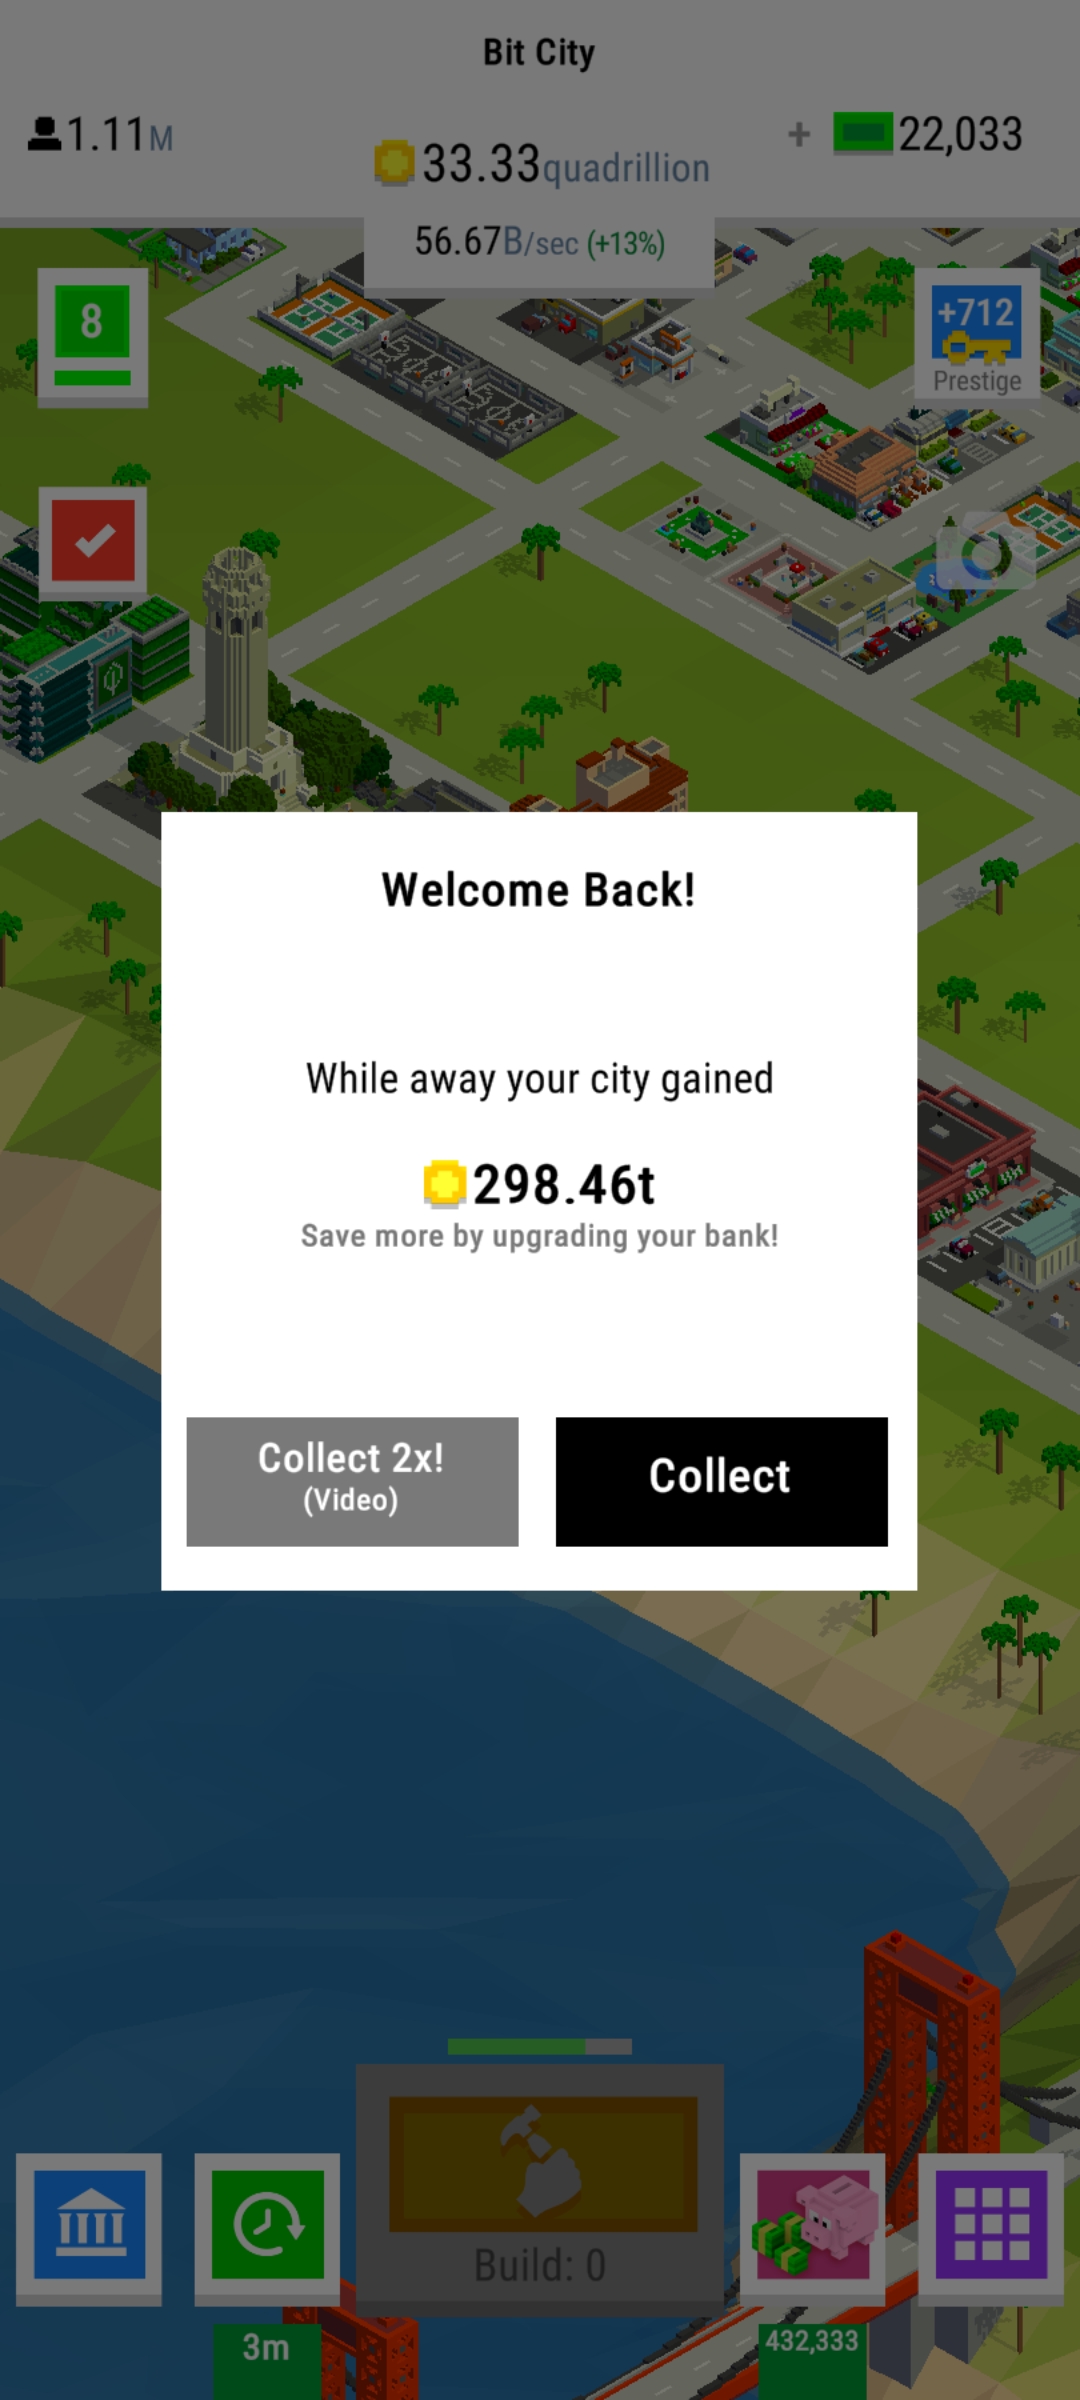 Bit City
1.11M
33.33quadrillion
+ 22,033
56.67B/sec (+13%)
8
+712
Prestige
Welcome Back!
While away your city gained
298.46t
Save more by upgrading your bank!
Collect 2x!
(Video)
Collect
Build: 0
3m
432,333